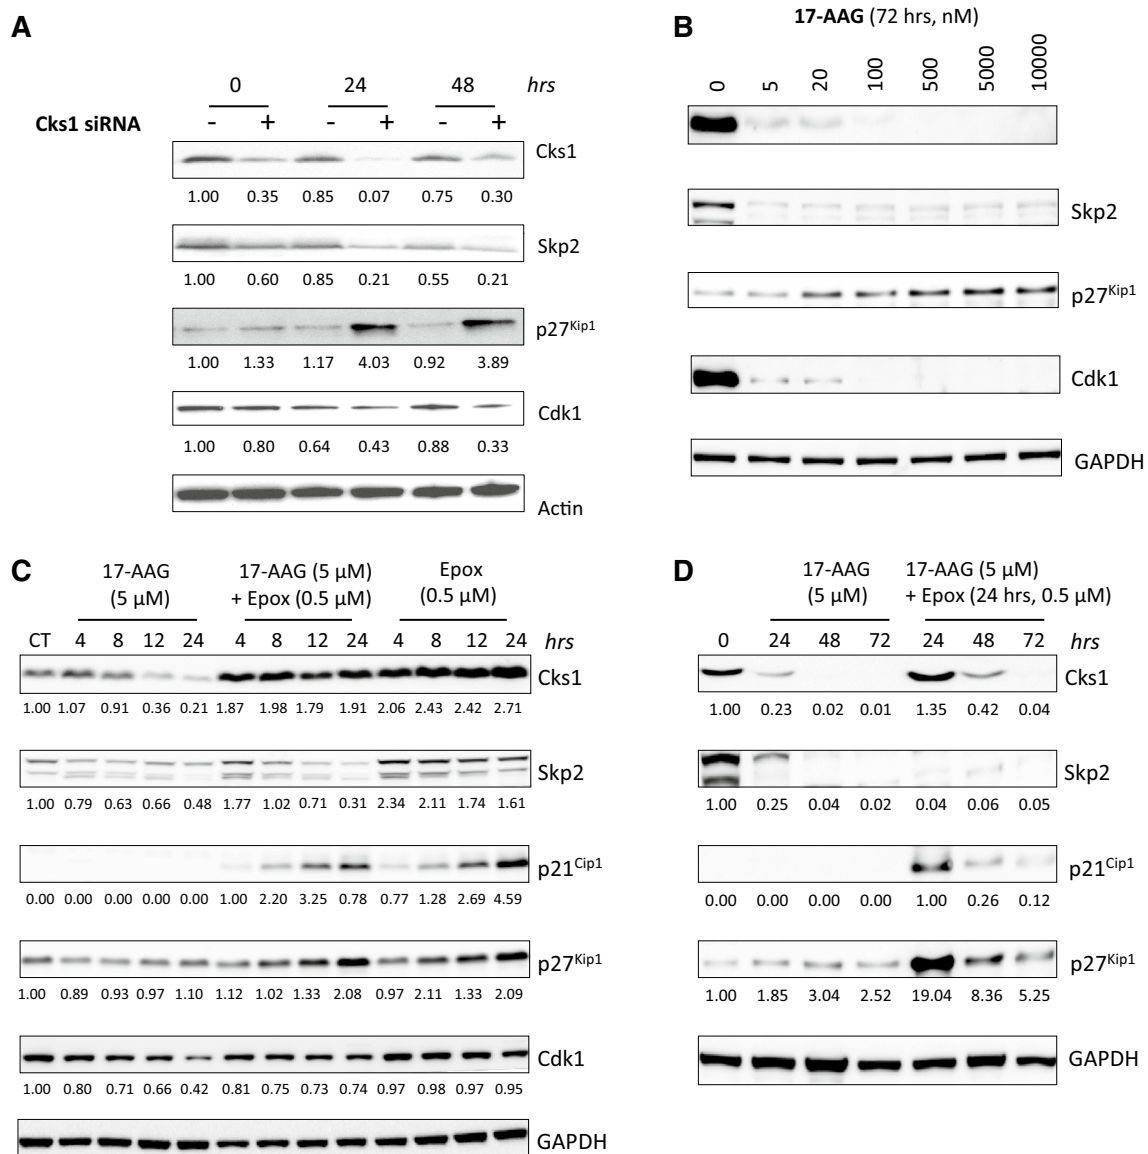 A
0 24 48 hrs
Cks1 siRNA - + - + - +
Cks1
1.00 0.35 0.85 0.07 0.75 0.30
Skp2
1.00 0.60 0.85 0.21 0.55 0.21
p27Kip1
1.00 1.33 1.17 4.03 0.92 3.89
Cdk1
1.00 0.80 0.64 0.43 0.88 0.33
Actin
B
17-AAG (72 hrs, nM)
0 5 20 100 500 5000 10000
Skp2
p27Kip1
Cdk1
GAPDH
C
17-AAG
(5 μM)
17-AAG (5 μM)
+ Epox (0.5 μM)
Epox
(0.5 μM)
CT 4 8 12 24 4 8 12 24 4 8 12 24 hrs
Cks1
1.00 1.07 0.91 0.36 0.21 1.87 1.98 1.79 1.91 2.06 2.43 2.42 2.71
Skp2
1.00 0.79 0.63 0.66 0.48 1.77 1.02 0.71 0.31 2.34 2.11 1.74 1.61
p21Cip1
0.00 0.00 0.00 0.00 0.00 1.00 2.20 3.25 0.78 0.77 1.28 2.69 4.59
p27Kip1
1.00 0.89 0.93 0.97 1.10 1.12 1.02 1.33 2.08 0.97 2.11 1.33 2.09
Cdk1
1.00 0.80 0.71 0.66 0.42 0.81 0.75 0.73 0.74 0.97 0.98 0.97 0.95
GAPDH
D
17-AAG
(5 μM)
17-AAG (5 μM)
+ Epox (24 hrs, 0.5 μM)
0 24 48 72 24 48 72 hrs
Cks1
1.00 0.23 0.02 0.01 1.35 0.42 0.04
Skp2
1.00 0.25 0.04 0.02 0.04 0.06 0.05
p21Cip1
0.00 0.00 0.00 0.00 1.00 0.26 0.12
p27Kip1
1.00 1.85 3.04 2.52 19.04 8.36 5.25
GAPDH